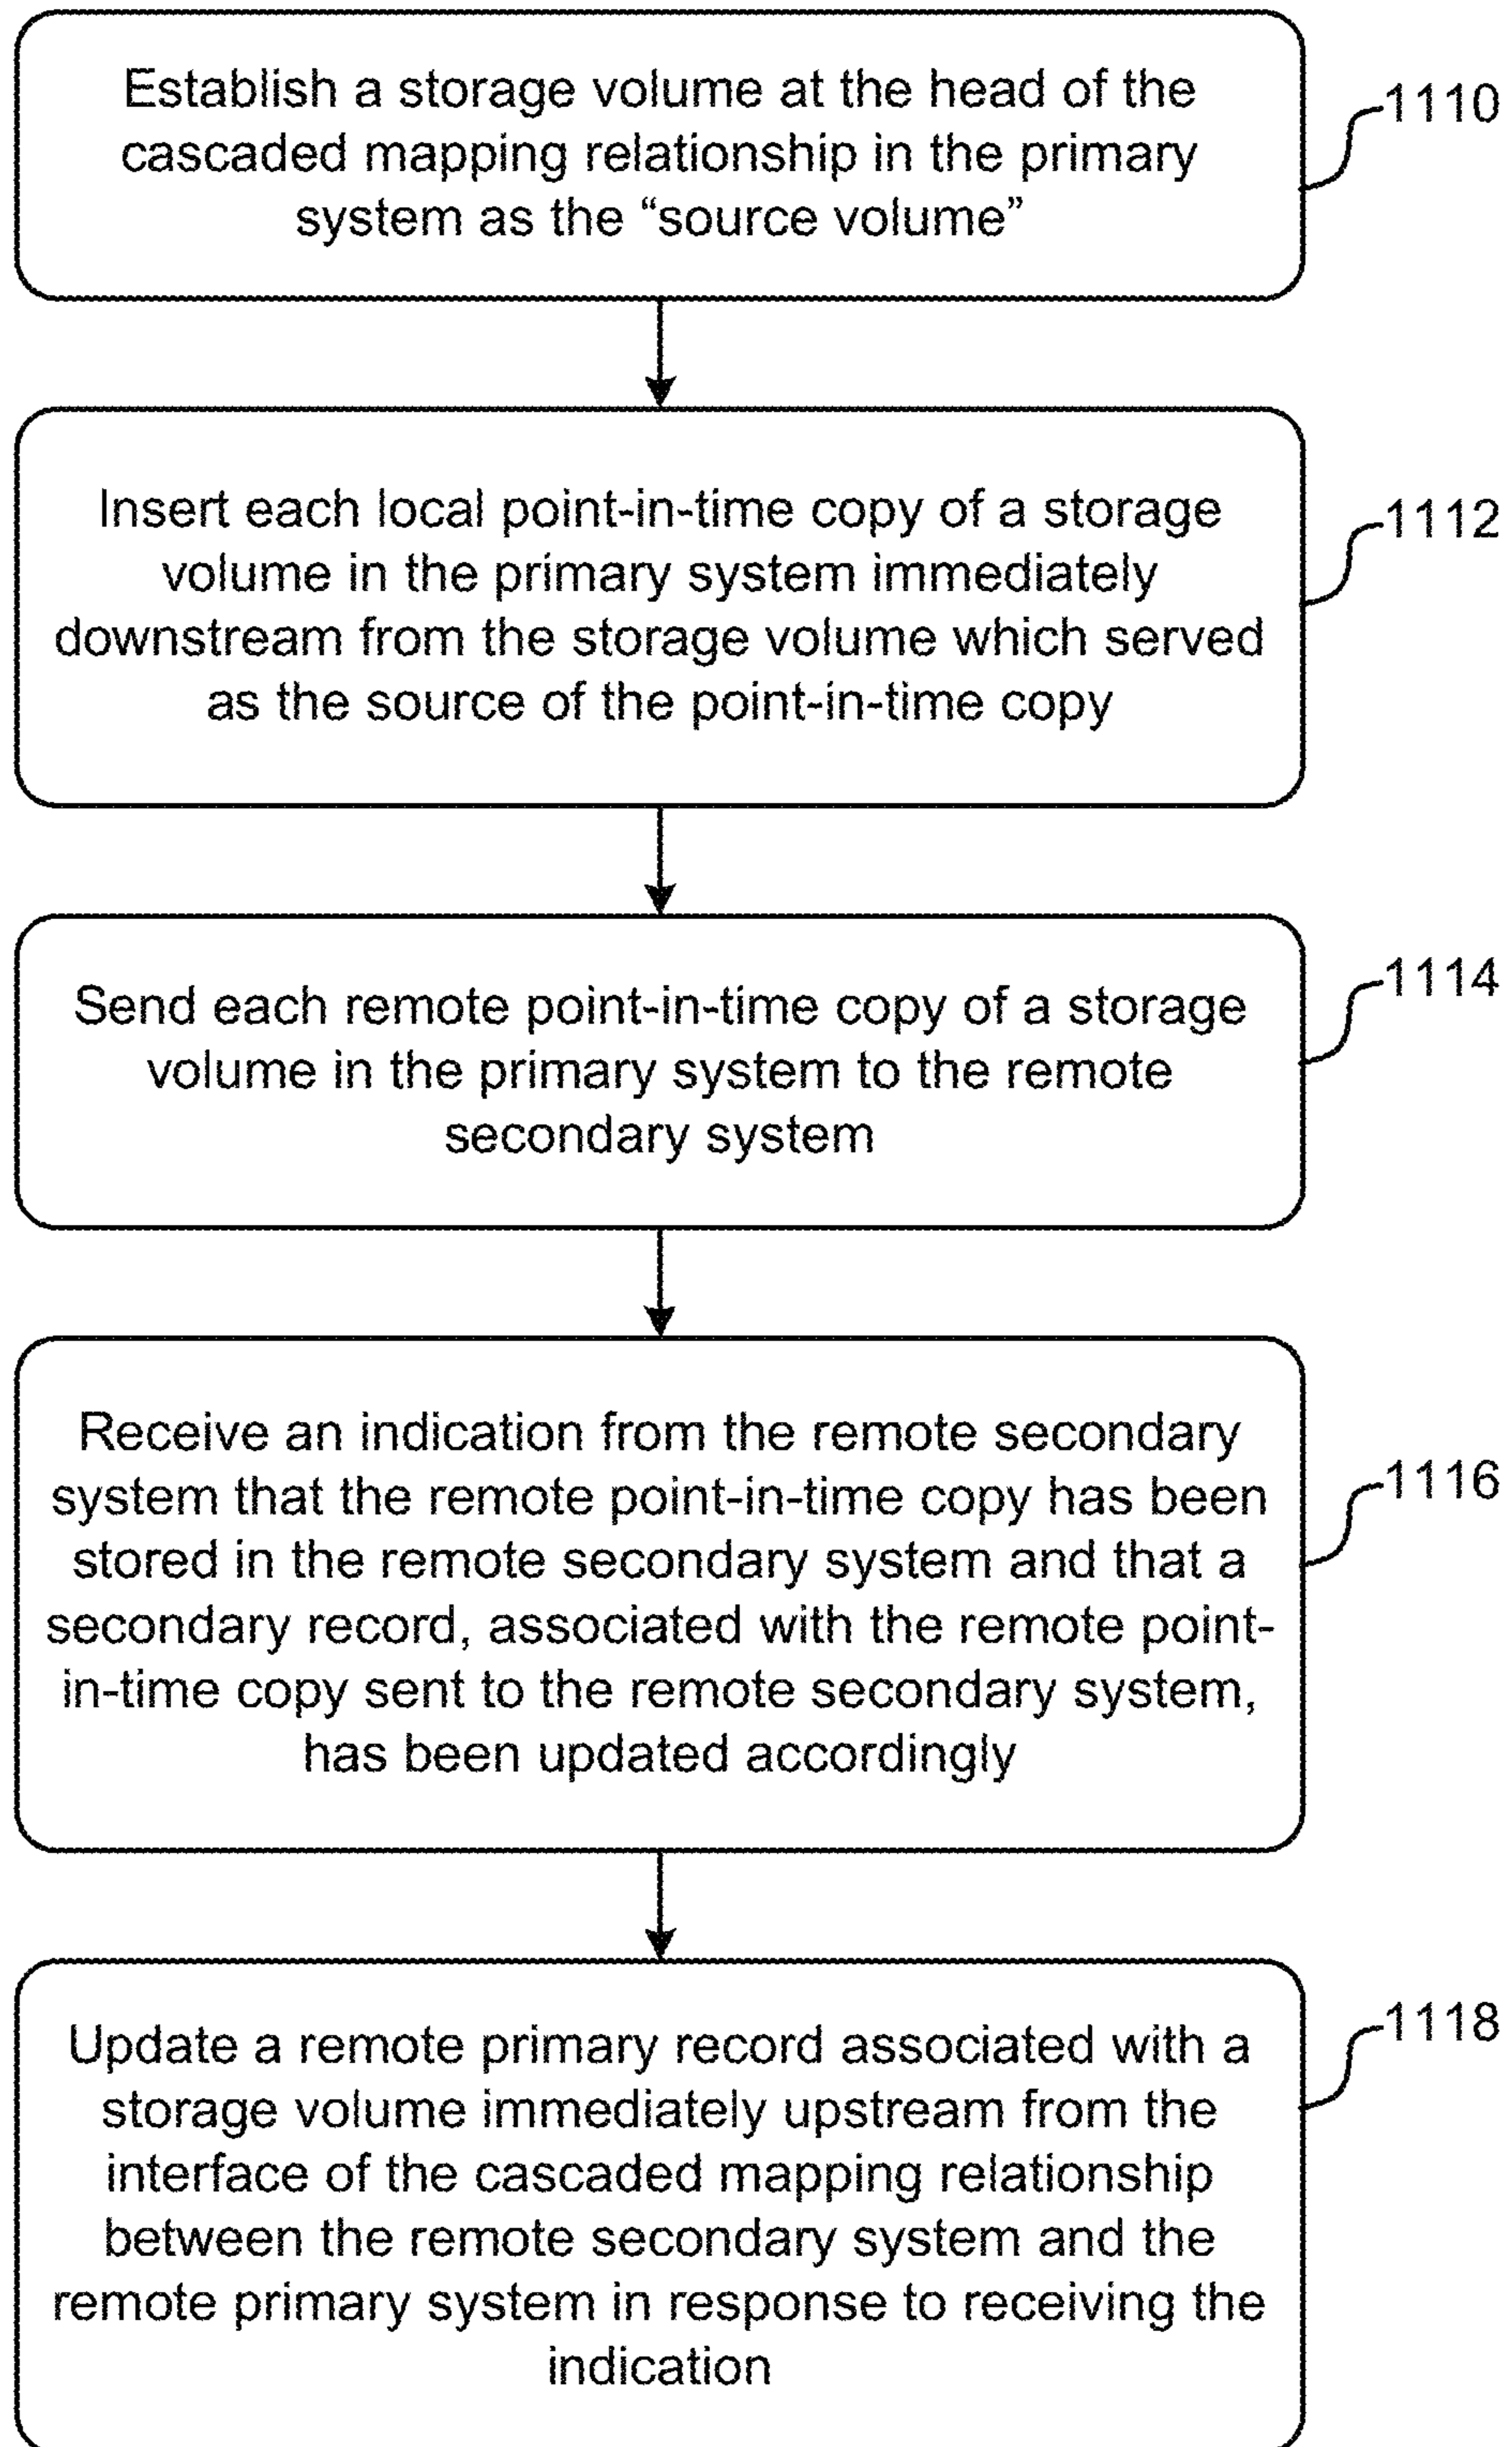 Establish a storage volume at the head of the
cascaded mapping relationship in the primary
system as the “source volume”
1110
Insert each local point-in-time copy of a storage
volume in the primary system immediately
downstream from the storage volume which served
as the source of the point-in-time copy
1112
Send each remote point-in-time copy of a storage
volume in the primary system to the remote
secondary system
1114
Receive an indication from the remote secondary
system that the remote point-in-time copy has been
stored in the remote secondary system and that a
secondary record, associated with the remote point-
in-time copy sent to the remote secondary system,
has been updated accordingly
1116
Update a remote primary record associated with a
storage volume immediately upstream from the
interface of the cascaded mapping relationship
between the remote secondary system and the
remote primary system in response to receiving the
indication
1118